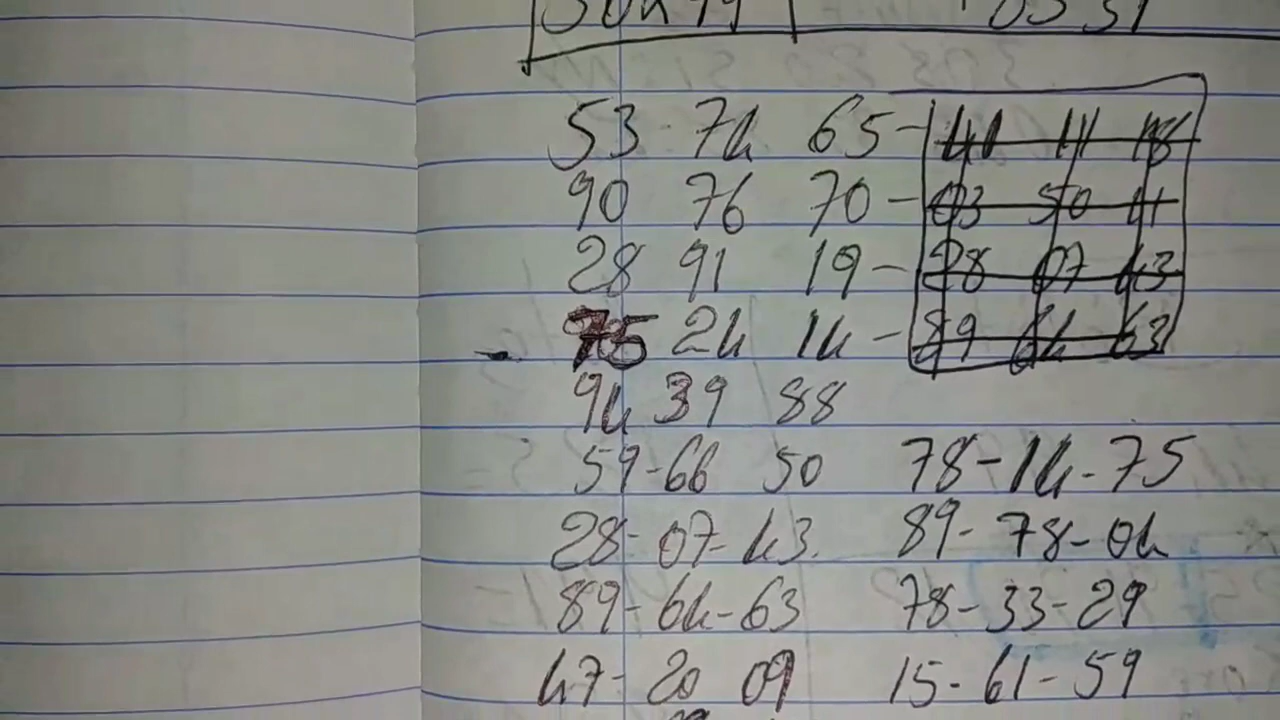 53 74 65 - 41 11 18
90 76 70 - 03 50 11
28 91 19 - 28 07 43
75 24 14 - 89 64 63
94 39 88
59-66 50 78-14-75
28-07-43. 89-78-04
89-64-63 78-33-29
47-20 09 15-61-59